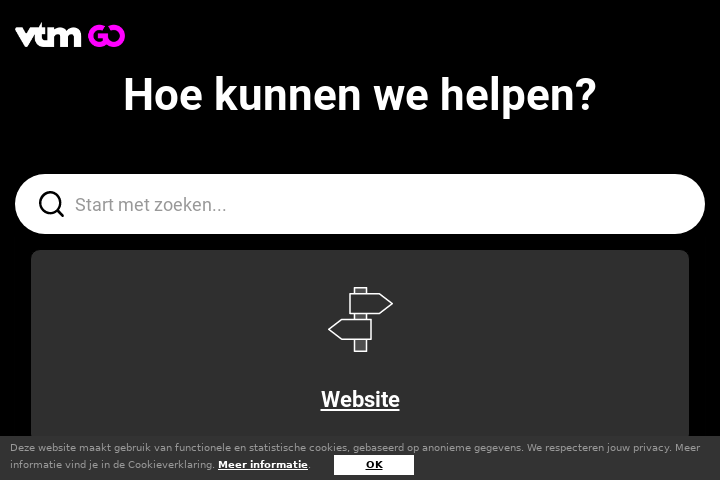 vtm GO
Hoe kunnen we helpen?
Start met zoeken...
Website
Deze website maakt gebruik van functionele en statistische cookies, gebaseerd op anonieme gegevens. We respecteren jouw privacy. Meer
informatie vind je in de Cookieverklaring. Meer informatie. OK